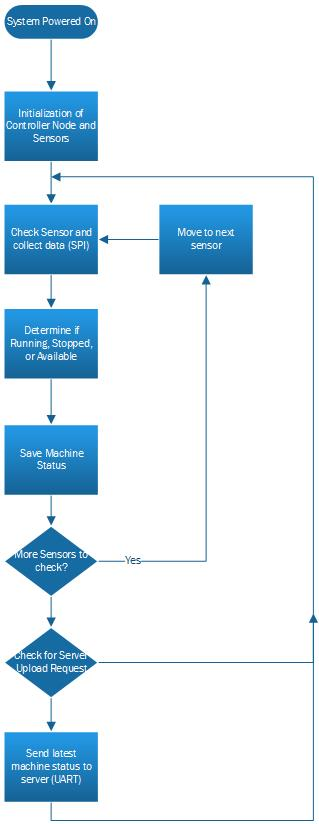 System Powered On
Initialization of
Controller Node and
Sensors
Check Sensor and
collect data (SPI)
Move to next
sensor
Determine if
Running, Stopped,
or Available
Save Machine
Status
More Sensors to
check?
Yes
Check for Server
Upload Request
Send latest
machine status to
server (UART)